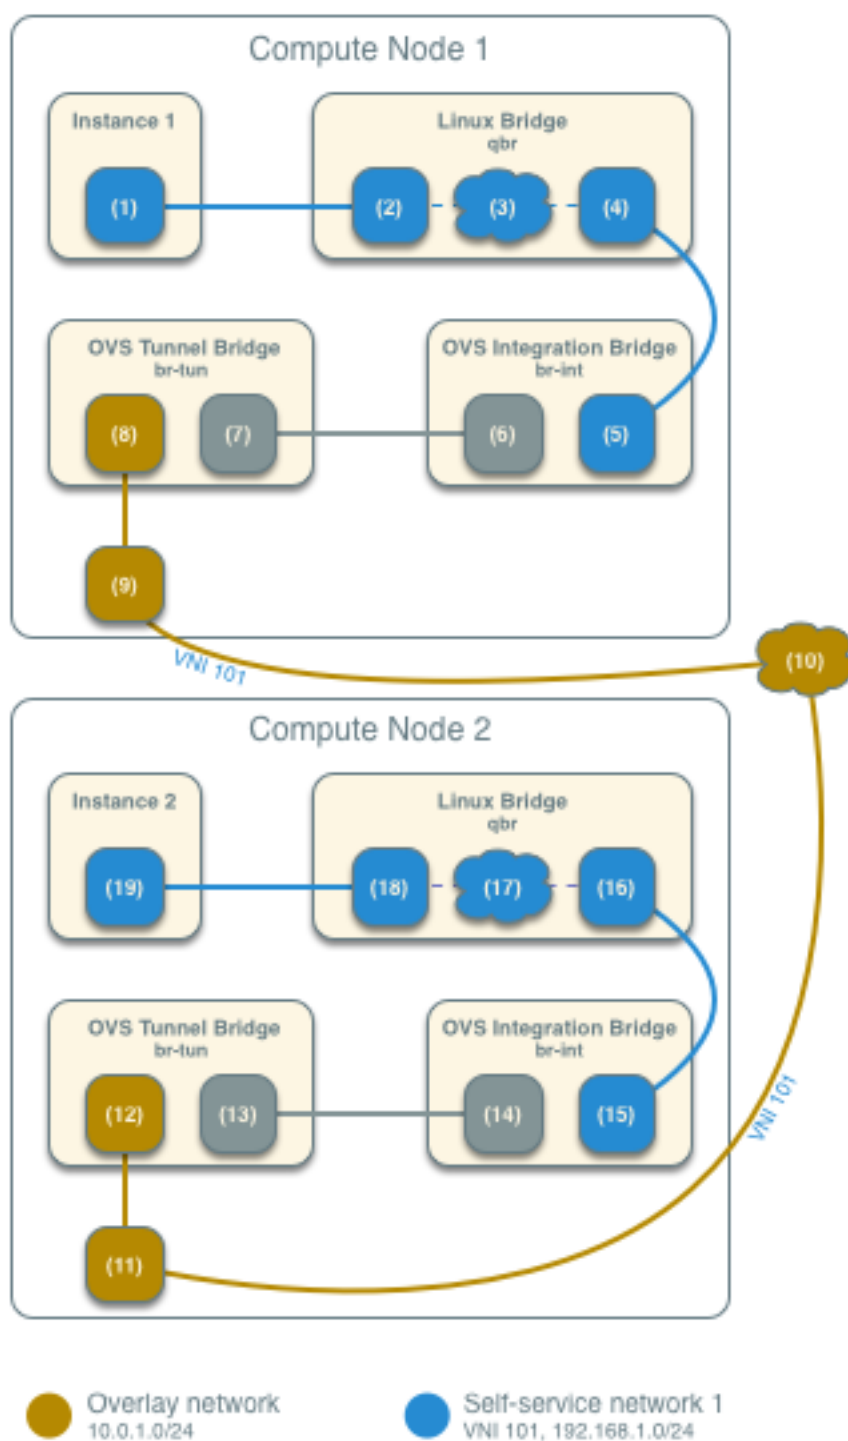 Compute Node 1
Instance 1
Linux Bridge
qbr
(1)
(2)
(3)
(4)
OVS Tunnel Bridge
br-tun
OVS Integration Bridge
br-int
(8)
(7)
(6)
(5)
(9)
VNI 101
(10)
Compute Node 2
Instance 2
Linux Bridge
qbr
(19)
(18)
(17)
(16)
OVS Tunnel Bridge
br-tun
OVS Integration Bridge
br-int
(12)
(13)
(14)
(15)
VNI 101
(11)
Overlay network
10.0.1.0/24
Self-service network 1
VNI 101, 192.168.1.0/24